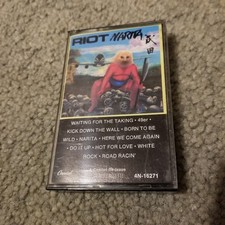 RIOT NARITA
WAITING FOR THE TAKING • 49er •
KICK DOWN THE WALL • BORN TO BE
WILD • NARITA • HERE WE COME AGAIN
• DO IT UP • HOT FOR LOVE • WHITE
ROCK • ROAD RACIN'
Capitol
4N-16271